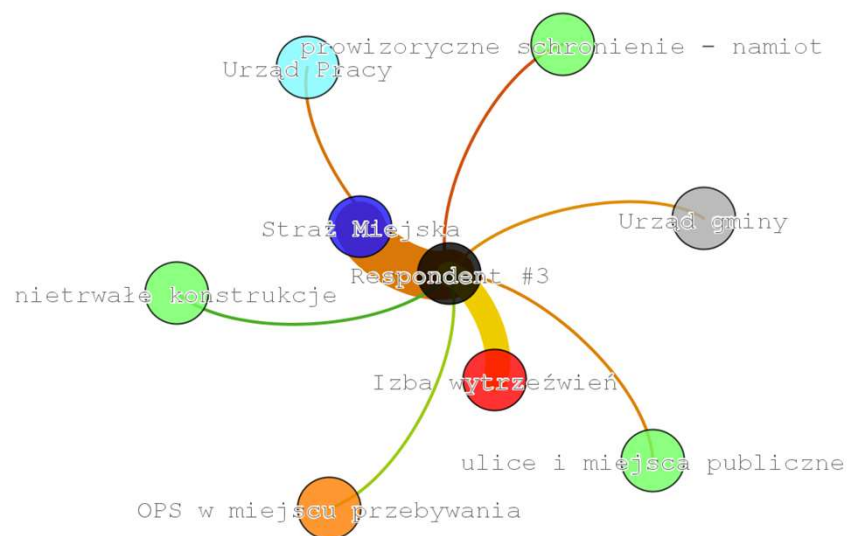 prowizoryczne schronienie - namiot
Urząd Pracy
Urząd gminy
Straż Miejska
Respondent #3
nietrwałe konstrukcje
Izba wytrzeźwień
ulice i miejsca publiczne
OPS w miejscu przebywania